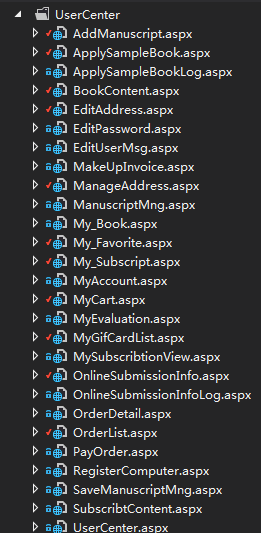 UserCenter
AddManuscript.aspx
ApplySampleBook.aspx
ApplySampleBookLog.aspx
BookContent.aspx
EditAddress.aspx
EditPassword.aspx
EditUserMsg.aspx
MakeUpInvoice.aspx
ManageAddress.aspx
ManuscriptMng.aspx
My_Book.aspx
My_Favorite.aspx
My_Subscript.aspx
MyAccount.aspx
MyCart.aspx
MyEvaluation.aspx
MyGifCardList.aspx
MySubscribtionView.aspx
OnlineSubmissionInfo.aspx
OnlineSubmissionInfoLog.aspx
OrderDetail.aspx
OrderList.aspx
PayOrder.aspx
RegisterComputer.aspx
SaveManuscriptMng.aspx
SubscribtContent.aspx
UserCenter.aspx